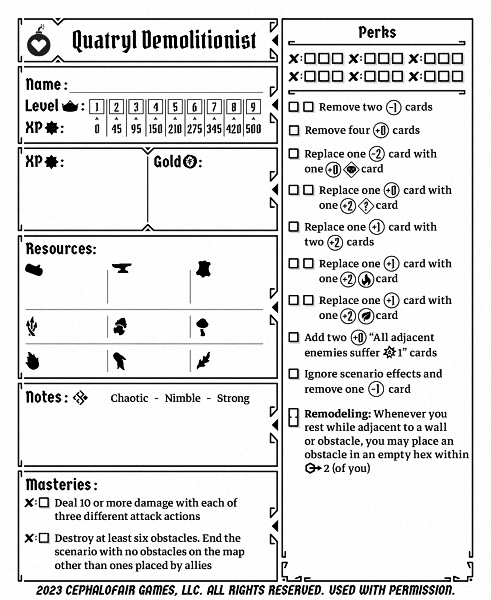 Quatryl Demolitionist
Name:
Level : 1 2 3 4 5 6 7 8 9
XP : 0 45 95 150 210 275 345 420 500
XP : Gold :
Resources:
Notes: Chaotic - Nimble - Strong
Masteries:
Deal 10 or more damage with each of
three different attack actions
Destroy at least six obstacles. End the
scenario with no obstacles on the map
other than ones placed by allies
Perks
Remove two -1 cards
Remove four +0 cards
Replace one -2 card with
one +0 card
Replace one +0 card with
one +2 ? card
Replace one +1 card with
two +2 cards
Replace one +1 card with
one +2 card
Replace one +1 card with
one +2 card
Add two +0 “All adjacent
enemies suffer 1” cards
Ignore scenario effects and
remove one -1 card
Remodeling: Whenever you
rest while adjacent to a wall
or obstacle, you may place an
obstacle in an empty hex within
2 (of you)
2023 CEPHALOFAIR GAMES, LLC. ALL RIGHTS RESERVED. USED WITH PERMISSION.